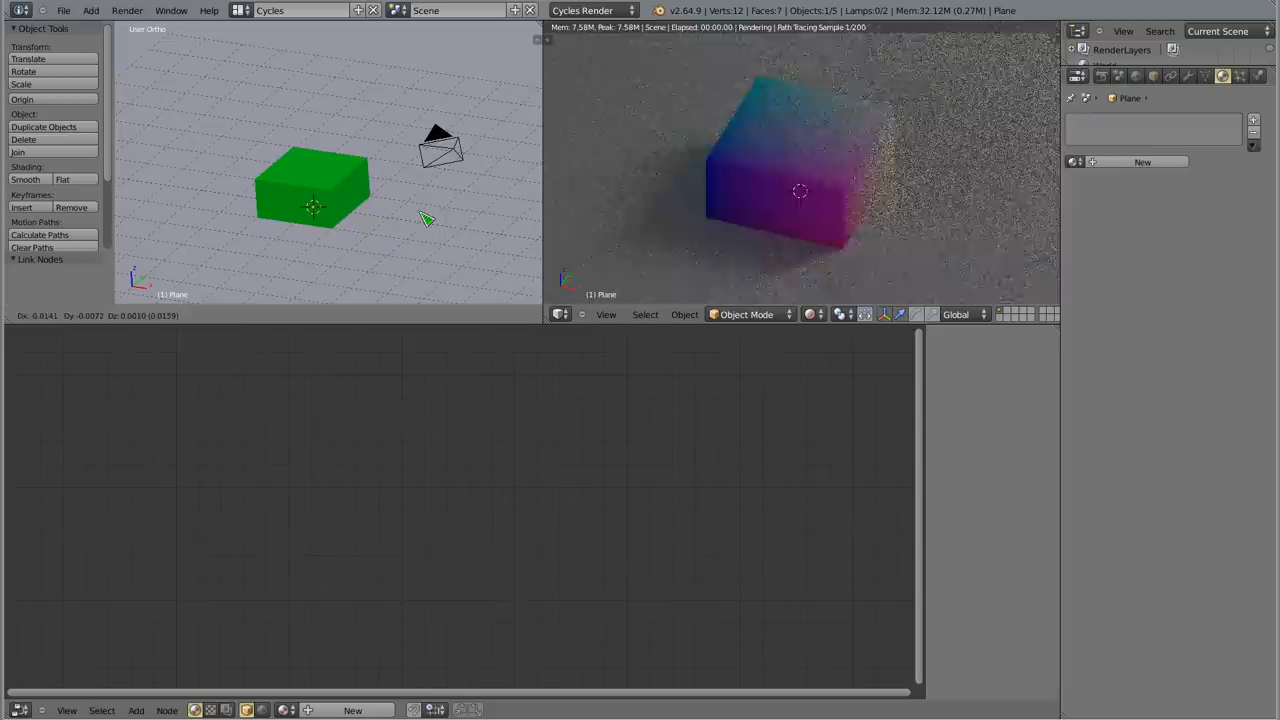 File Add Render Window Help Cycles Scene Cycles Render v2.64.9 | Verts:12 | Faces:7 | Objects:1/5 | Lamps:0/2 | Mem:32.12M (0.27M) | Plane
Object Tools
Transform:
Translate
Rotate
Scale
Origin
Object:
Duplicate Objects
Delete
Join
Shading:
Smooth Flat
Keyframes:
Insert Remove
Motion Paths:
Calculate Paths
Clear Paths
Link Nodes
User Ortho
z
x
(1) Plane
Dx: -0.0141 Dy: -0.0072 Dz: 0.0010 (0.0159)
Mem: 7.58M, Peak: 7.58M | Scene | Elapsed: 00:00.00 | Rendering | Path Tracing Sample 1/200
(1) Plane
View Select Object Object Mode Global
View Search Current Scene
RenderLayers
Plane
New
View Select Add Node New